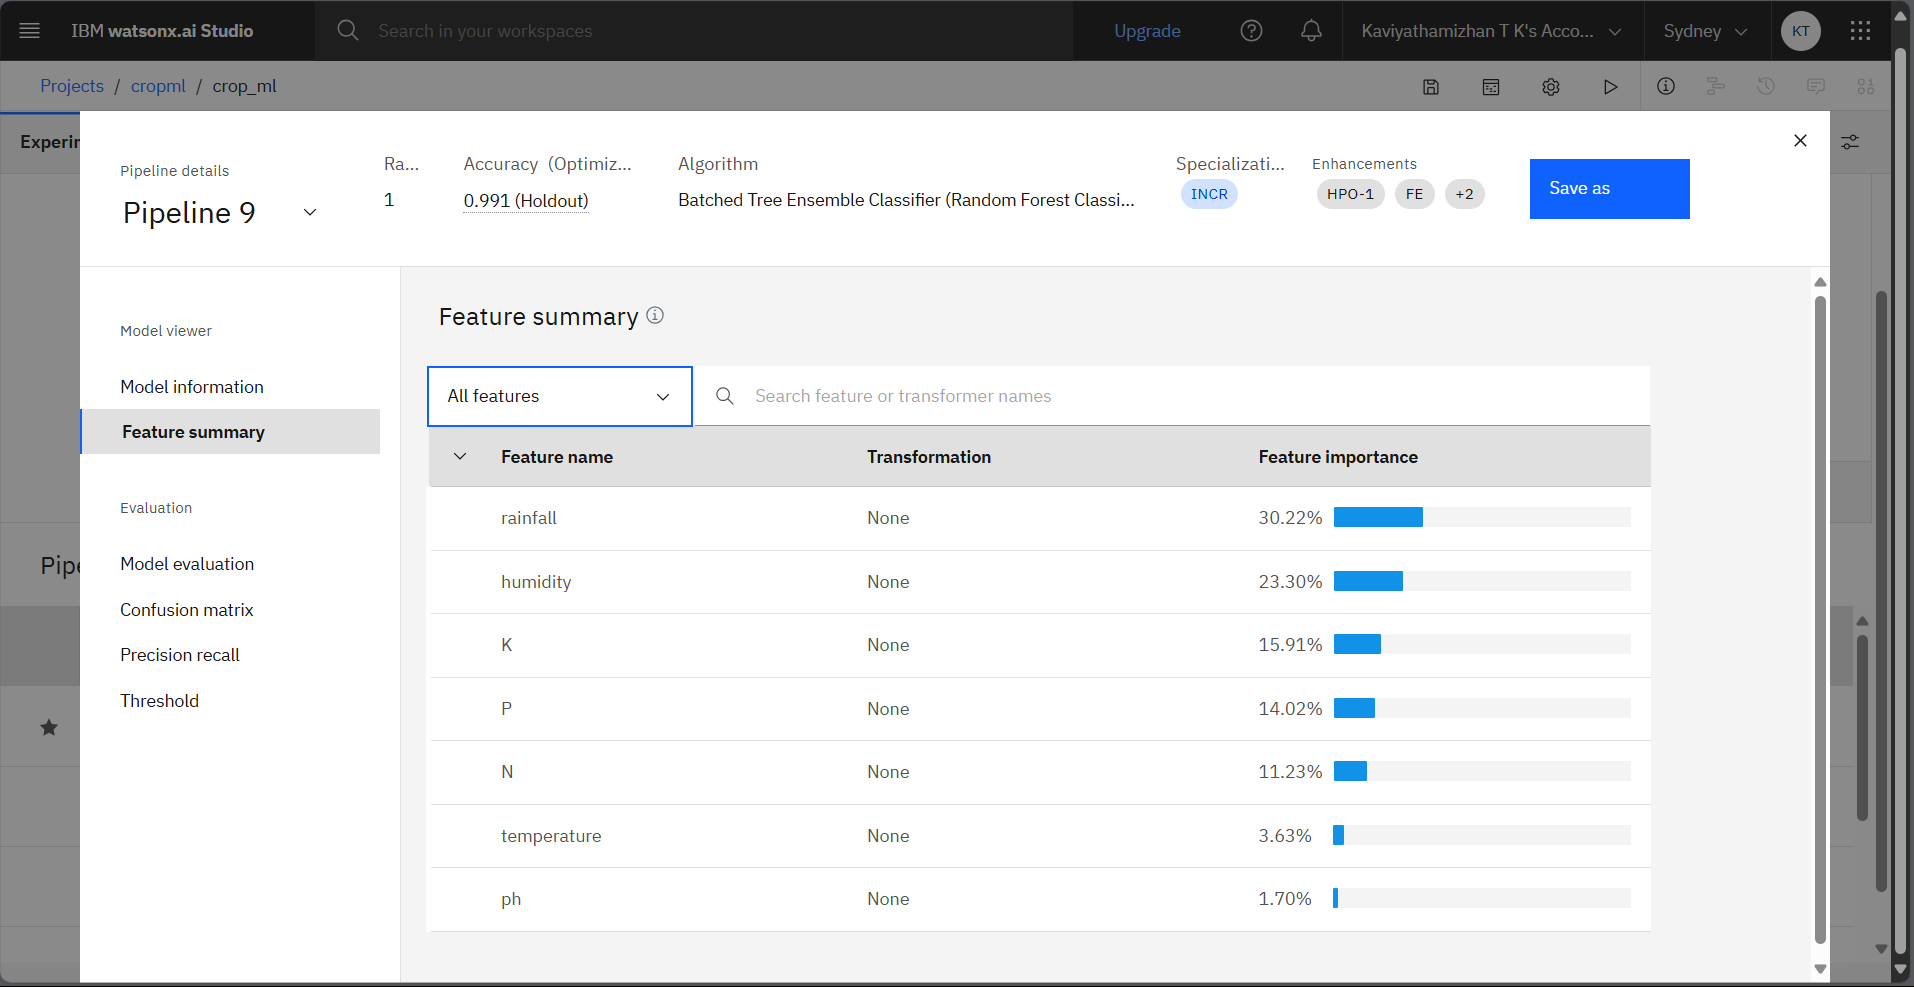 IBM watsonx.ai Studio
Search in your workspaces
Upgrade
Kaviyathamizhan T K's Acco...
Sydney
KT
Projects / cropml / crop_ml
Experin
Pipeline details
Pipeline 9
Ra...
1
Accuracy (Optimiz...
0.991 (Holdout)
Algorithm
Batched Tree Ensemble Classifier (Random Forest Classi...
Specializati...
INCR
Enhancements
HPO-1 FE +2
Save as
Model viewer
Model information
Feature summary
Evaluation
Model evaluation
Confusion matrix
Precision recall
Threshold
Pipe
Feature summary
All features
Search feature or transformer names
Feature name Transformation Feature importance
rainfall None 30.22%
humidity None 23.30%
K None 15.91%
P None 14.02%
N None 11.23%
temperature None 3.63%
ph None 1.70%